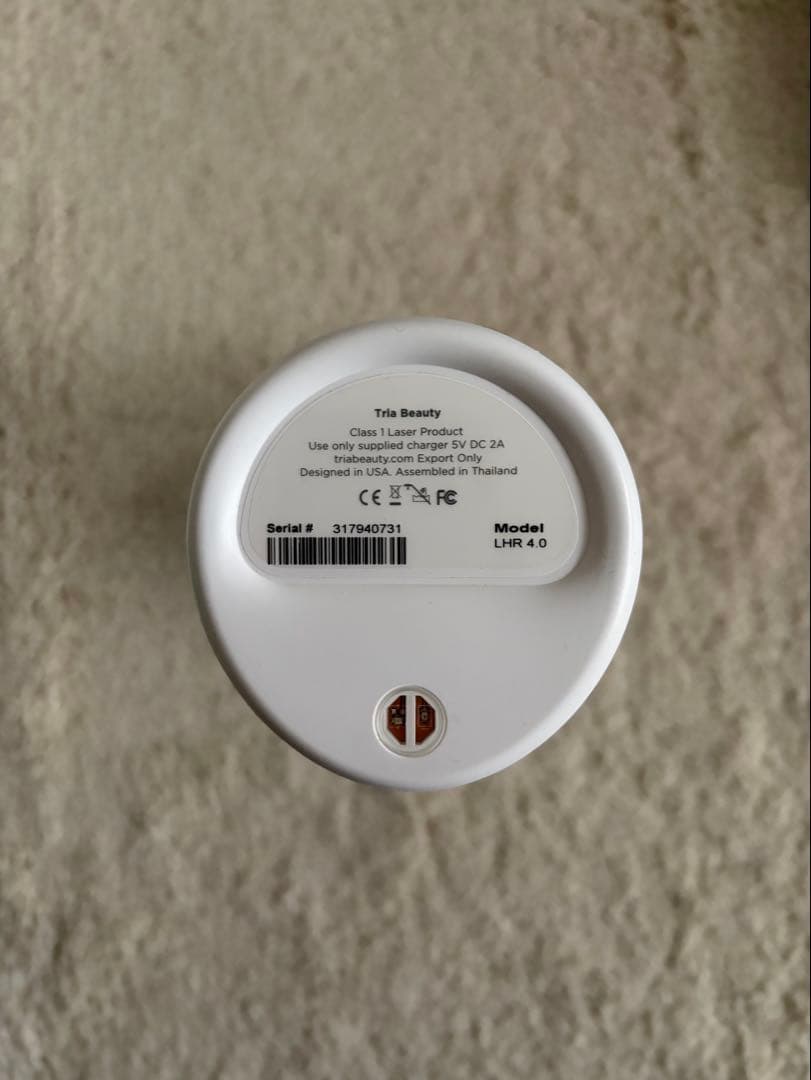 Tria Beauty
Class 1 Laser Product
Use only supplied charger 5V DC 2A
triabeauty.com Export Only
Designed in USA. Assembled in Thailand
CE FC
Serial # 317940731
Model
LHR 4.0